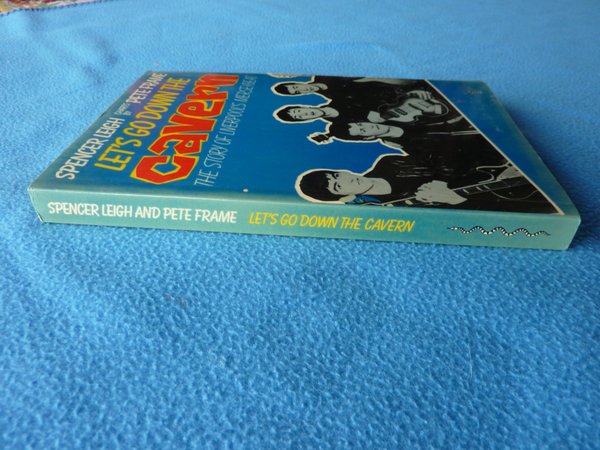 SPENCER LEIGH PETE FRAME
LET'S GO DOWN THE
Cavern
THE STORY OF LIVERPOOL'S MERSEYBEAT
SPENCER LEIGH AND PETE FRAME LET'S GO DOWN THE CAVERN